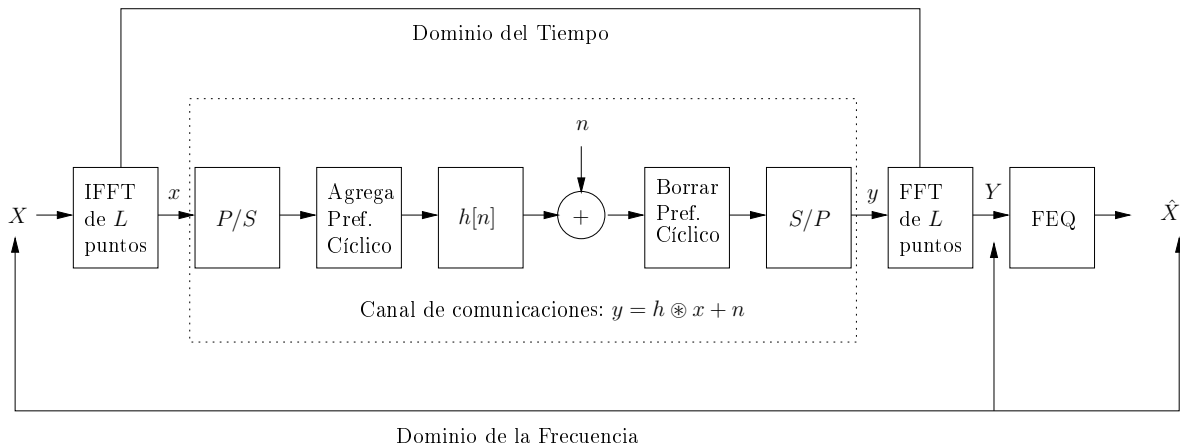 Dominio del Tiempo
n
X
IFFT
de L
puntos
x
P/S
Agrega
Pref.
Cíclico
h[n]
+
Borrar
Pref.
Cíclico
S/P
y
FFT
de L
puntos
Y
FEQ
X̂
Canal de comunicaciones: y = h ⊛ x + n
Dominio de la Frecuencia